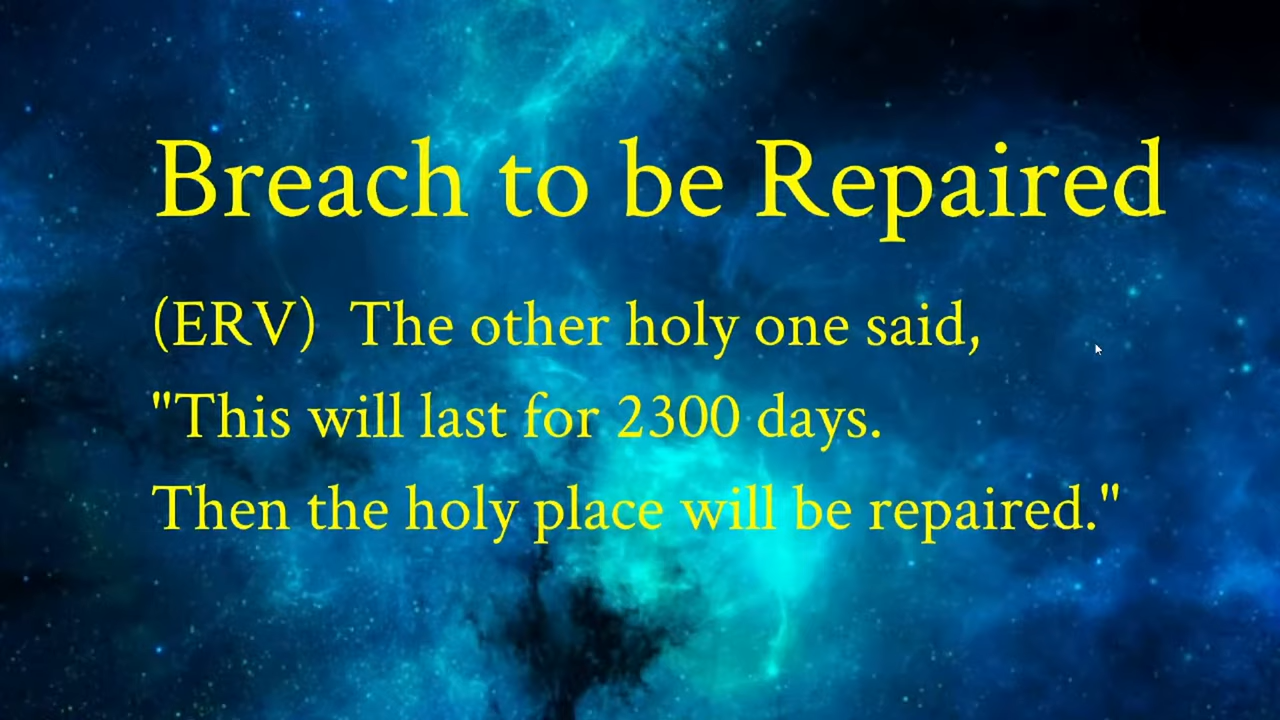 Breach to be Repaired
(ERV) The other holy one said,
"This will last for 2300 days.
Then the holy place will be repaired."